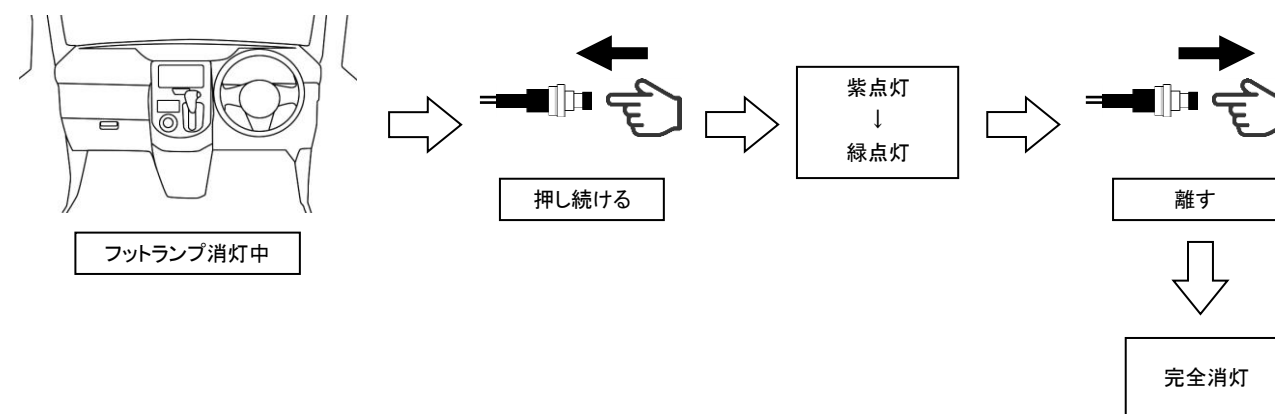 フットランプ消灯中
押し続ける
紫点灯
↓
緑点灯
離す
完全消灯